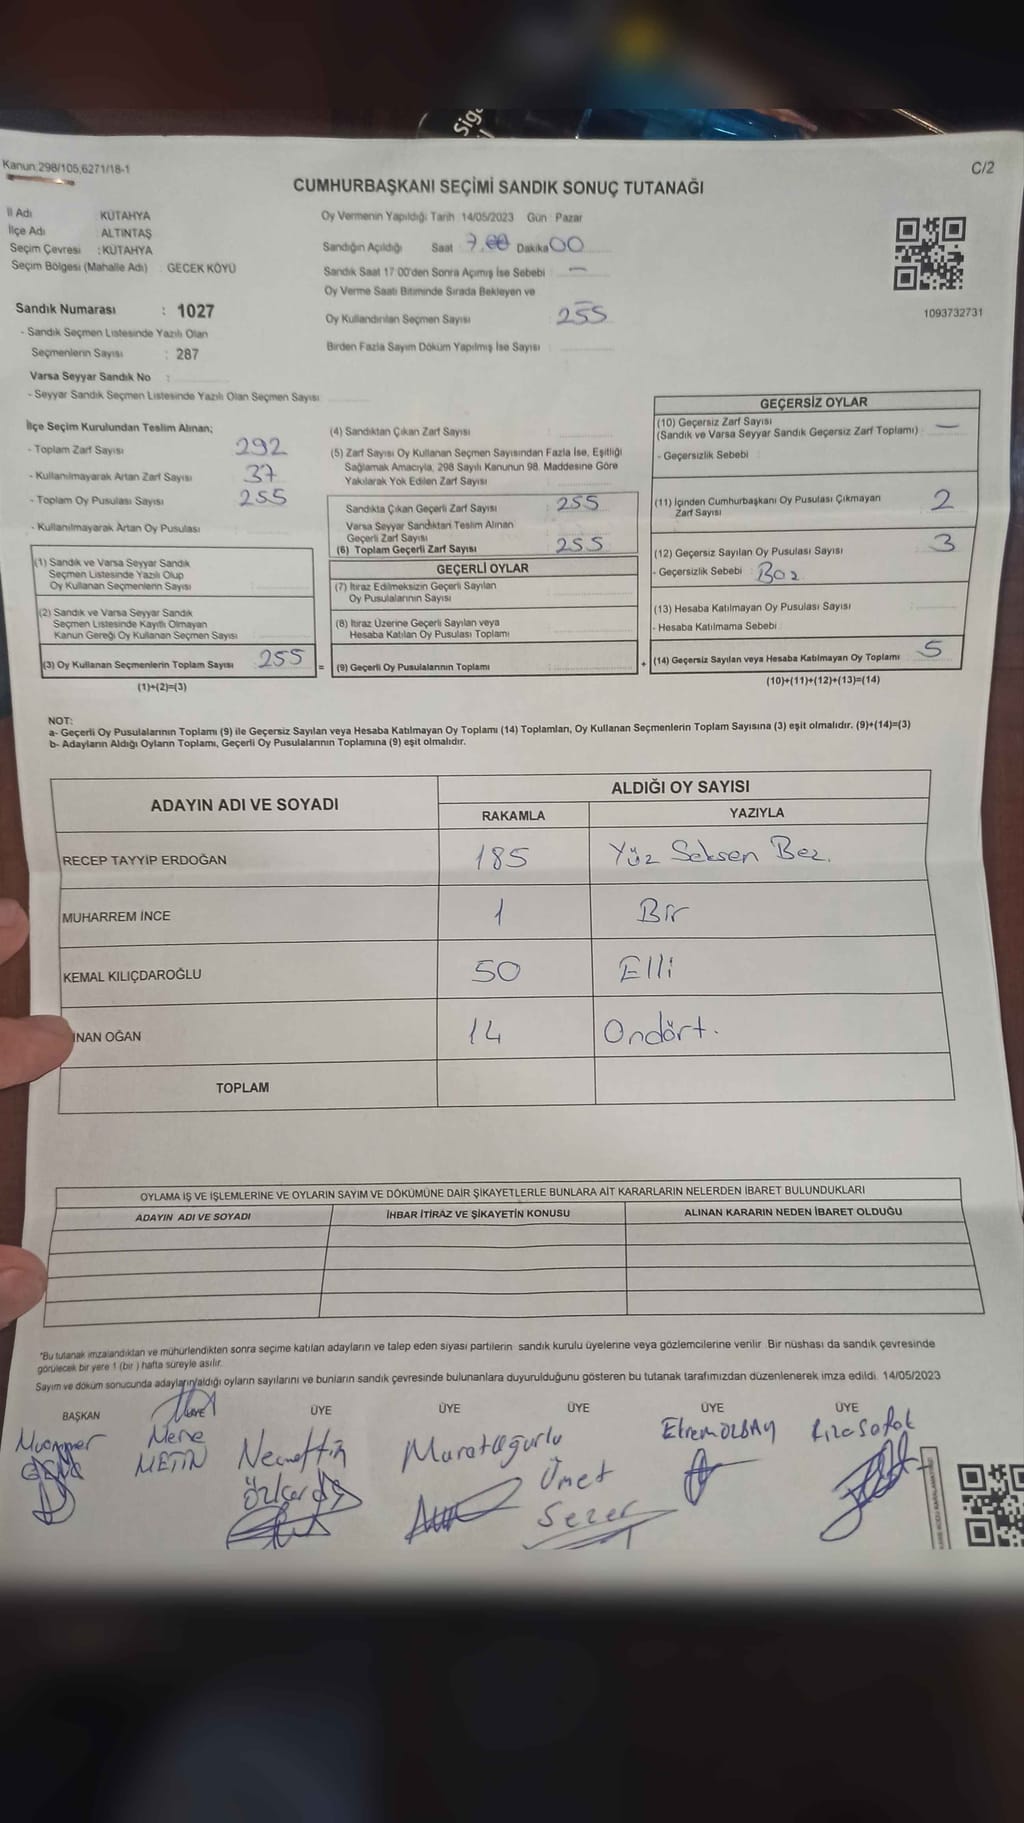 Sige
Kanun:298/105,6271/18-1
C/2
CUMHURBAŞKANI SEÇİMİ SANDIK SONUÇ TUTANAĞI
İl Adı KÜTAHYA
İlçe Adı ALTINTAŞ
Seçim Çevresi : KÜTAHYA
Seçim Bölgesi (Mahalle Adı) GECEK KÖYÜ
Oy Vermenin Yapıldığı Tarih 14/05/2023 Gün : Pazar
Sandığın Açıldığı Saat 7.00 Dakika 00
Sandık Saat 17:00'den Sonra Açımış İse Sebebi : —
Oy Verme Saati Bitiminde Sırada Bekleyen ve
Oy Kullandırılan Seçmen Sayısı 255
Birden Fazla Sayım Döküm Yapılmış İse Sayısı :
1093732731
Sandık Numarası : 1027
- Sandık Seçmen Listesinde Yazılı Olan
Seçmenlerin Sayısı : 287
Varsa Seyyar Sandık No :
- Seyyar Sandık Seçmen Listesinde Yazılı Olan Seçmen Sayısı
İlçe Seçim Kurulundan Teslim Alınan;
- Toplam Zarf Sayısı 292
- Kullanılmayarak Artan Zarf Sayısı 37
- Toplam Oy Pusulası Sayısı 255
- Kullanılmayarak Artan Oy Pusulası
(1) Sandık ve Varsa Seyyar Sandık
Seçmen Listesinde Yazılı Olup
Oy Kullanan Seçmenlerin Sayısı
(2) Sandık ve Varsa Seyyar Sandık
Seçmen Listesinde Kayıtlı Olmayan
Kanun Gereği Oy Kullanan Seçmen Sayısı
(3) Oy Kullanan Seçmenlerin Toplam Sayısı 255 =
(1)+(2)=(3)
(4) Sandıktan Çıkan Zarf Sayısı
(5) Zarf Sayısı Oy Kullanan Seçmen Sayısından Fazla İse, Eşitliği
Sağlamak Amacıyla, 298 Sayılı Kanunun 98. Maddesine Göre
Yakılarak Yok Edilen Zarf Sayısı
Sandıkta Çıkan Geçerli Zarf Sayısı : 255
Varsa Seyyar Sandıktan Teslim Alınan
Geçerli Zarf Sayısı
(6) Toplam Geçerli Zarf Sayısı 255
GEÇERLİ OYLAR
(7) İtiraz Edilmeksizin Geçerli Sayılan
Oy Pusulalarının Sayısı
(8) İtiraz Üzerine Geçerli Sayılan veya
Hesaba Katılan Oy Pusulası Toplamı
(9) Geçerli Oy Pusulalarının Toplamı +
GEÇERSİZ OYLAR
(10) Geçersiz Zarf Sayısı
(Sandık ve Varsa Seyyar Sandık Geçersiz Zarf Toplamı) : —
- Geçersizlik Sebebi :
(11) İçinden Cumhurbaşkanı Oy Pusulası Çıkmayan
Zarf Sayısı 2
(12) Geçersiz Sayılan Oy Pusulası Sayısı 3
- Geçersizlik Sebebi : Boz
(13) Hesaba Katılmayan Oy Pusulası Sayısı
- Hesaba Katılmama Sebebi :
(14) Geçersiz Sayılan veya Hesaba Katılmayan Oy Toplamı 5
(10)+(11)+(12)+(13)=(14)
NOT:
a- Geçerli Oy Pusulalarının Toplamı (9) ile Geçersiz Sayılan veya Hesaba Katılmayan Oy Toplamı (14) Toplamları, Oy Kullanan Seçmenlerin Toplam Sayısına (3) eşit olmalıdır. (9)+(14)=(3)
b- Adayların Aldığı Oyların Toplamı, Geçerli Oy Pusulalarının Toplamına (9) eşit olmalıdır.
ADAYIN ADI VE SOYADI ALDIĞI OY SAYISI
RAKAMLA YAZIYLA
RECEP TAYYİP ERDOĞAN 185 Yüz Seksen Bez.
MUHARREM İNCE 1 Bir
KEMAL KILIÇDAROĞLU 50 Elli
İNAN OĞAN 14 Ondört.
TOPLAM
OYLAMA İŞ VE İŞLEMLERİNE VE OYLARIN SAYIM VE DÖKÜMÜNE DAİR ŞİKAYETLERLE BUNLARA AİT KARARLARIN NELERDEN İBARET BULUNDUKLARI
ADAYIN ADI VE SOYADI İHBAR İTİRAZ VE ŞİKAYETİN KONUSU ALINAN KARARIN NEDEN İBARET OLDUĞU
*Bu tutanak imzalandıktan ve mühürlendikten sonra seçime katılan adayların ve talep eden siyasi partilerin sandık kurulu üyelerine veya gözlemcilerine verilir. Bir nüshası da sandık çevresinde
görülecek bir yere 1 (bir ) hafta süreyle asılır.
Sayım ve döküm sonucunda adayların aldığı oyların sayılarını ve bunların sandık çevresinde bulunanlara duyurulduğunu gösteren bu tutanak tarafımızdan düzenlenerek imza edildi. 14/05/2023
BAŞKAN ÜYE ÜYE ÜYE ÜYE ÜYE ÜYE
Muammer
METİN
Necmettin
Murat Uğurlu
Ümet
Sezer
Ekrem ÖZBAY
Rıza Sofak